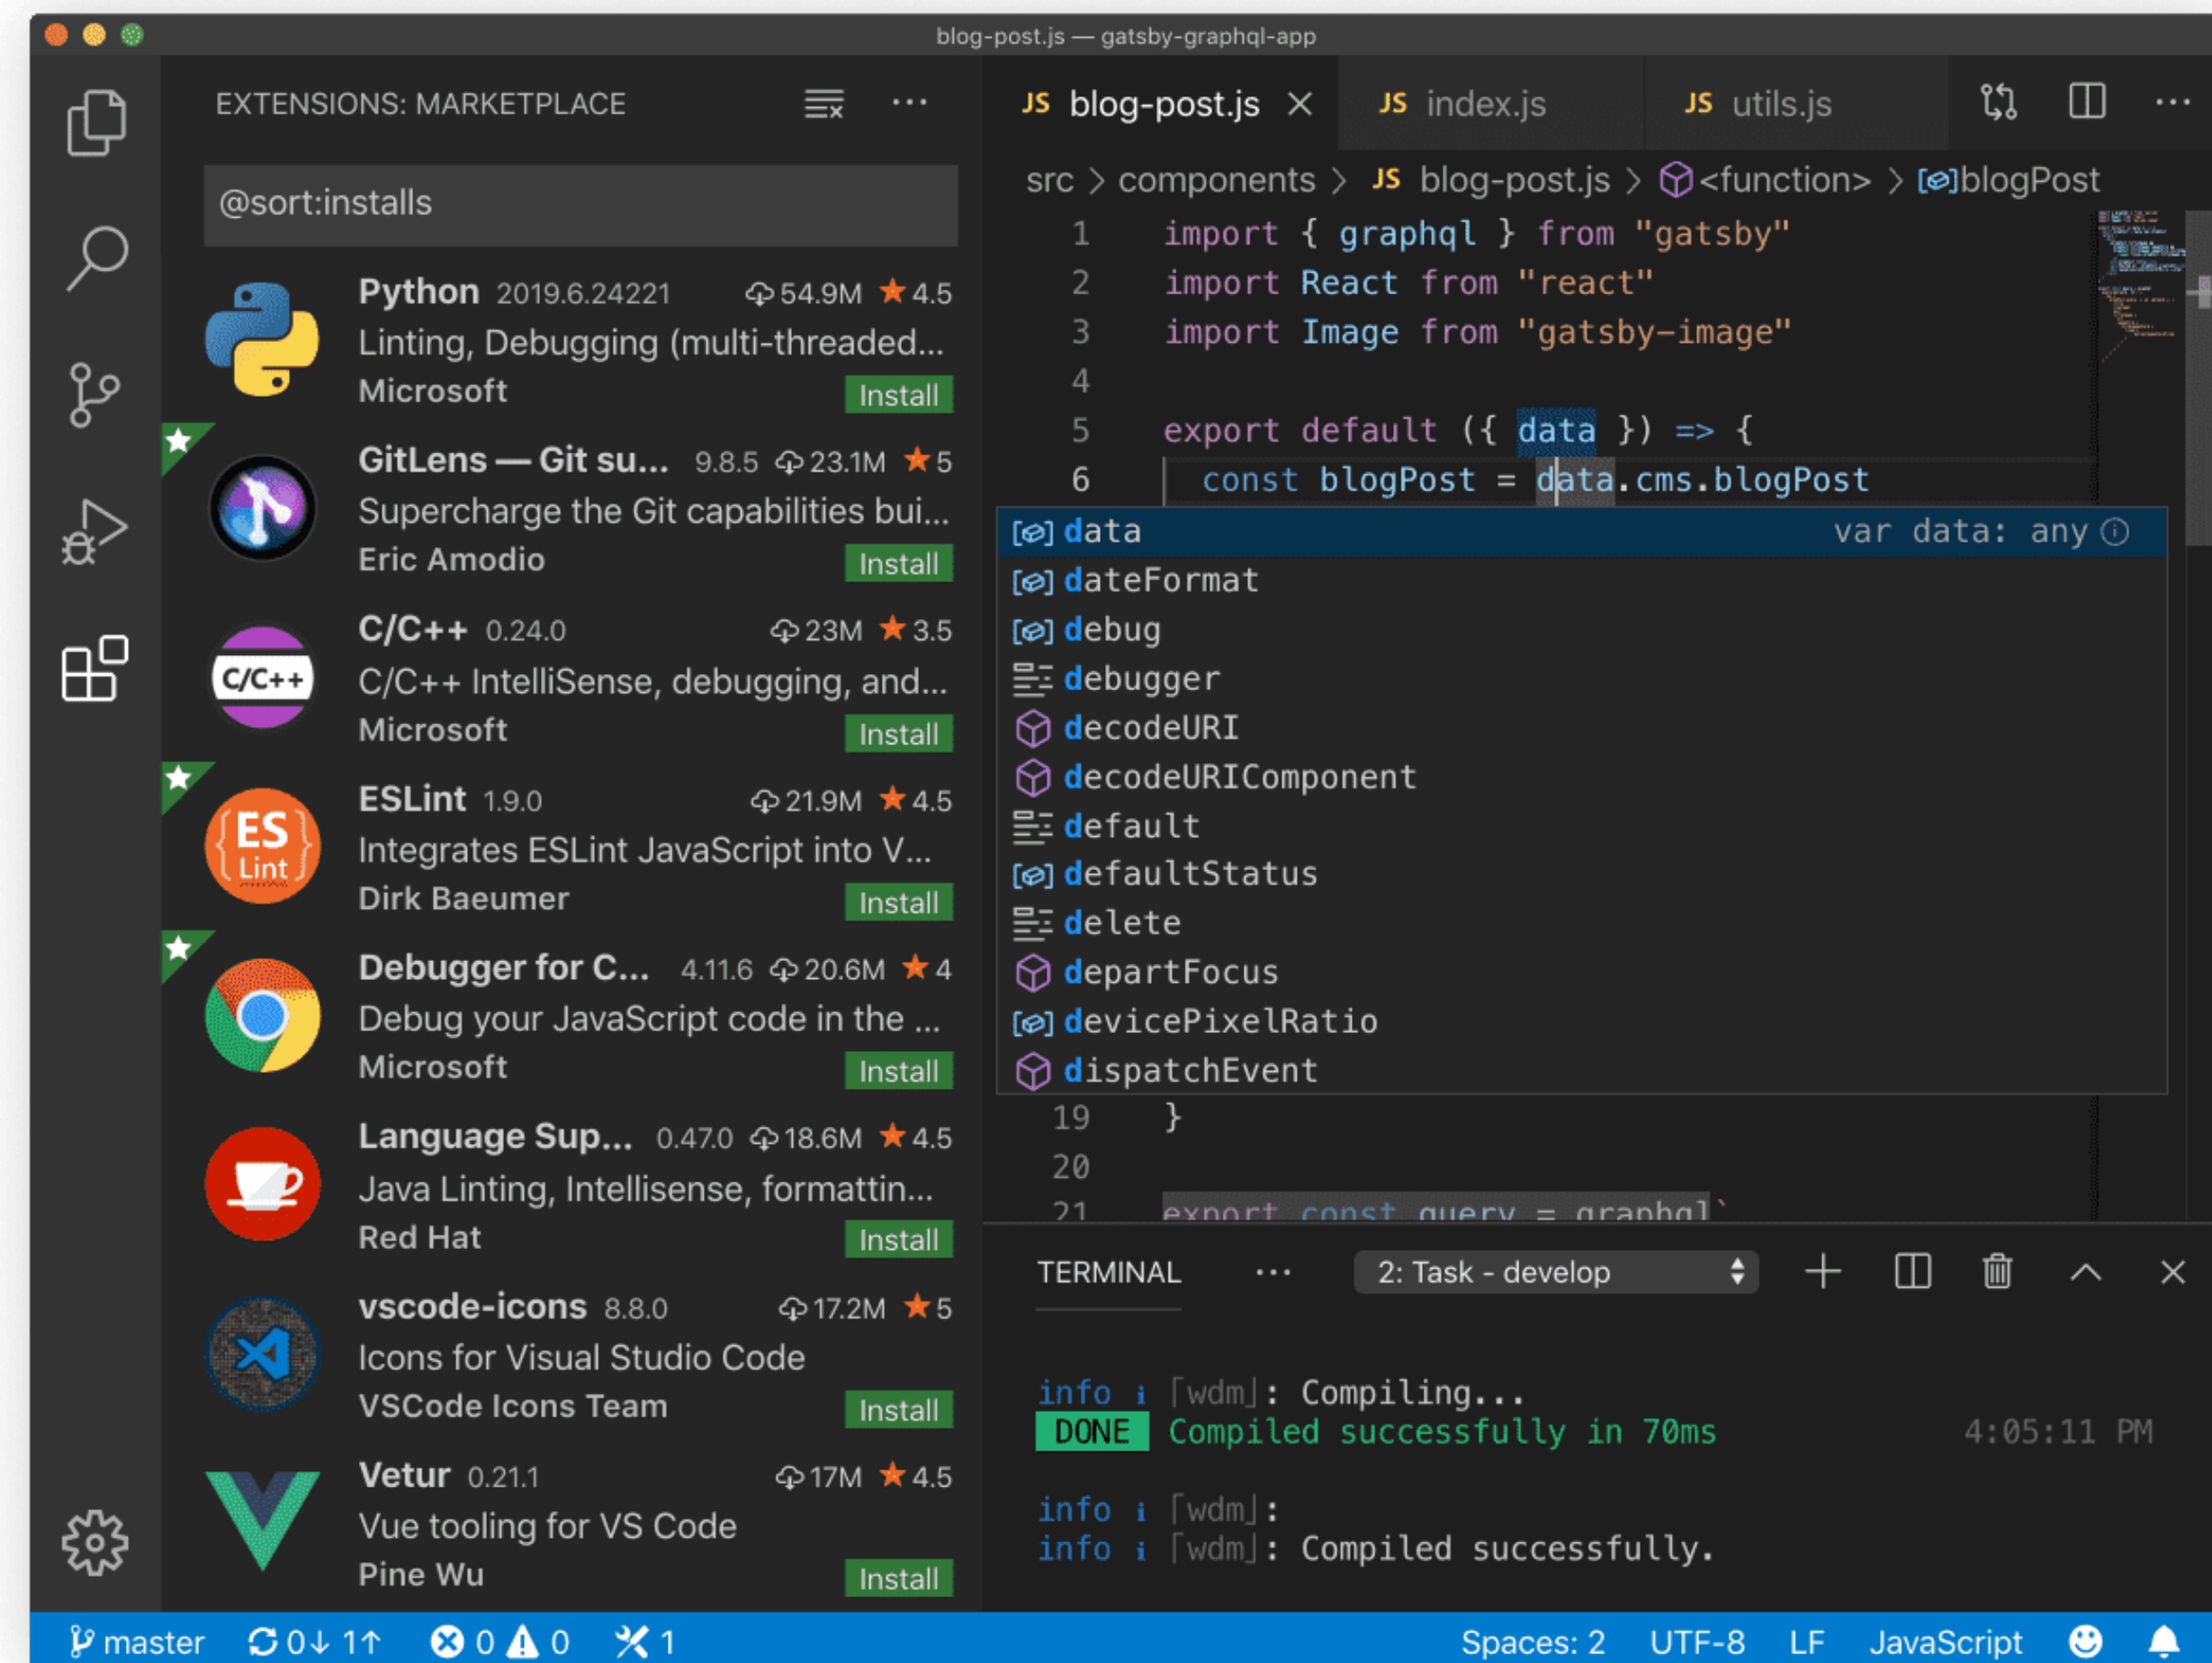 blog-post.js — gatsby-graphql-app
EXTENSIONS: MARKETPLACE
@sort:installs
Python 2019.6.24221 54.9M 4.5
Linting, Debugging (multi-threaded...
Microsoft Install
GitLens — Git su... 9.8.5 23.1M 5
Supercharge the Git capabilities bui...
Eric Amodio Install
C/C++
C/C++ 0.24.0 23M 3.5
C/C++ IntelliSense, debugging, and...
Microsoft Install
ES
Lint
ESLint 1.9.0 21.9M 4.5
Integrates ESLint JavaScript into V...
Dirk Baeumer Install
Debugger for C... 4.11.6 20.6M 4
Debug your JavaScript code in the ...
Microsoft Install
Language Sup... 0.47.0 18.6M 4.5
Java Linting, Intellisense, formattin...
Red Hat Install
vscode-icons 8.8.0 17.2M 5
Icons for Visual Studio Code
VSCode Icons Team Install
Vetur 0.21.1 17M 4.5
Vue tooling for VS Code
Pine Wu Install
JS blog-post.js JS index.js JS utils.js
src > components > JS blog-post.js > <function> > blogPost
1 import { graphql } from "gatsby"
2 import React from "react"
3 import Image from "gatsby-image"
4
5 export default ({ data }) => {
6 const blogPost = data.cms.blogPost
data var data: any
dateFormat
debug
debugger
decodeURI
decodeURIComponent
default
defaultStatus
delete
departFocus
devicePixelRatio
dispatchEvent
19 }
20
21 export const query = graphql`
TERMINAL ... 2: Task - develop
info i ⌈wdm⌋: Compiling...
DONE Compiled successfully in 70ms 4:05:11 PM
info i ⌈wdm⌋:
info i ⌈wdm⌋: Compiled successfully.
master 0↓ 1↑ 0 0 1 Spaces: 2 UTF-8 LF JavaScript